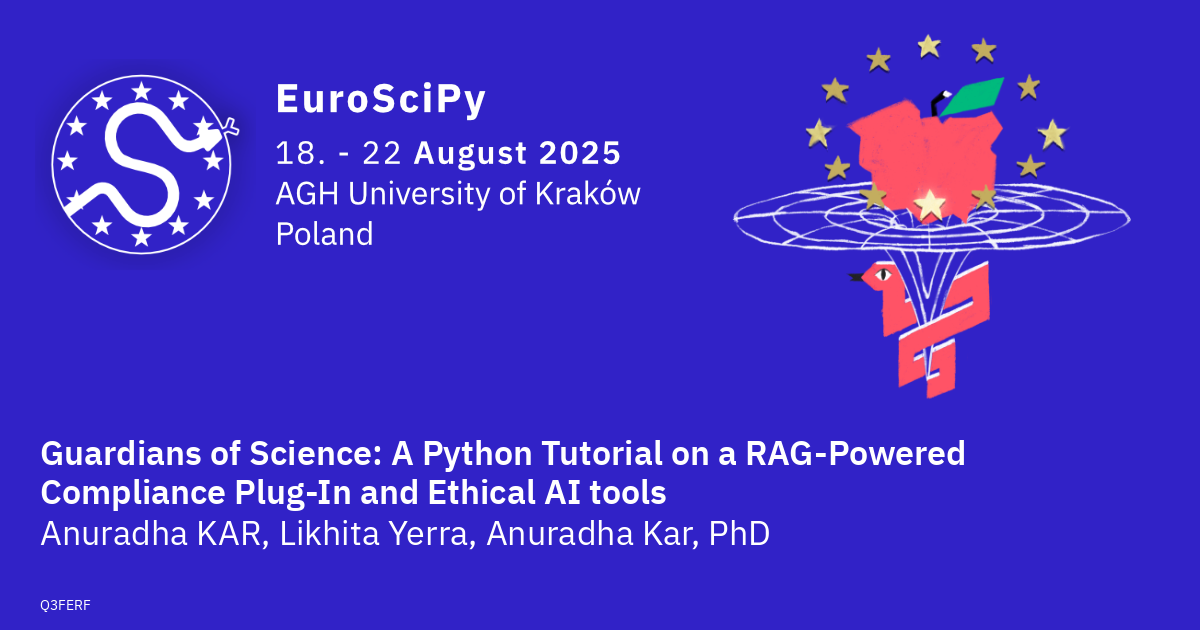 EuroSciPy
18. - 22 August 2025
AGH University of Kraków
Poland
Guardians of Science: A Python Tutorial on a RAG-Powered
Compliance Plug-In and Ethical AI tools
Anuradha KAR, Likhita Yerra, Anuradha Kar, PhD
Q3FERF